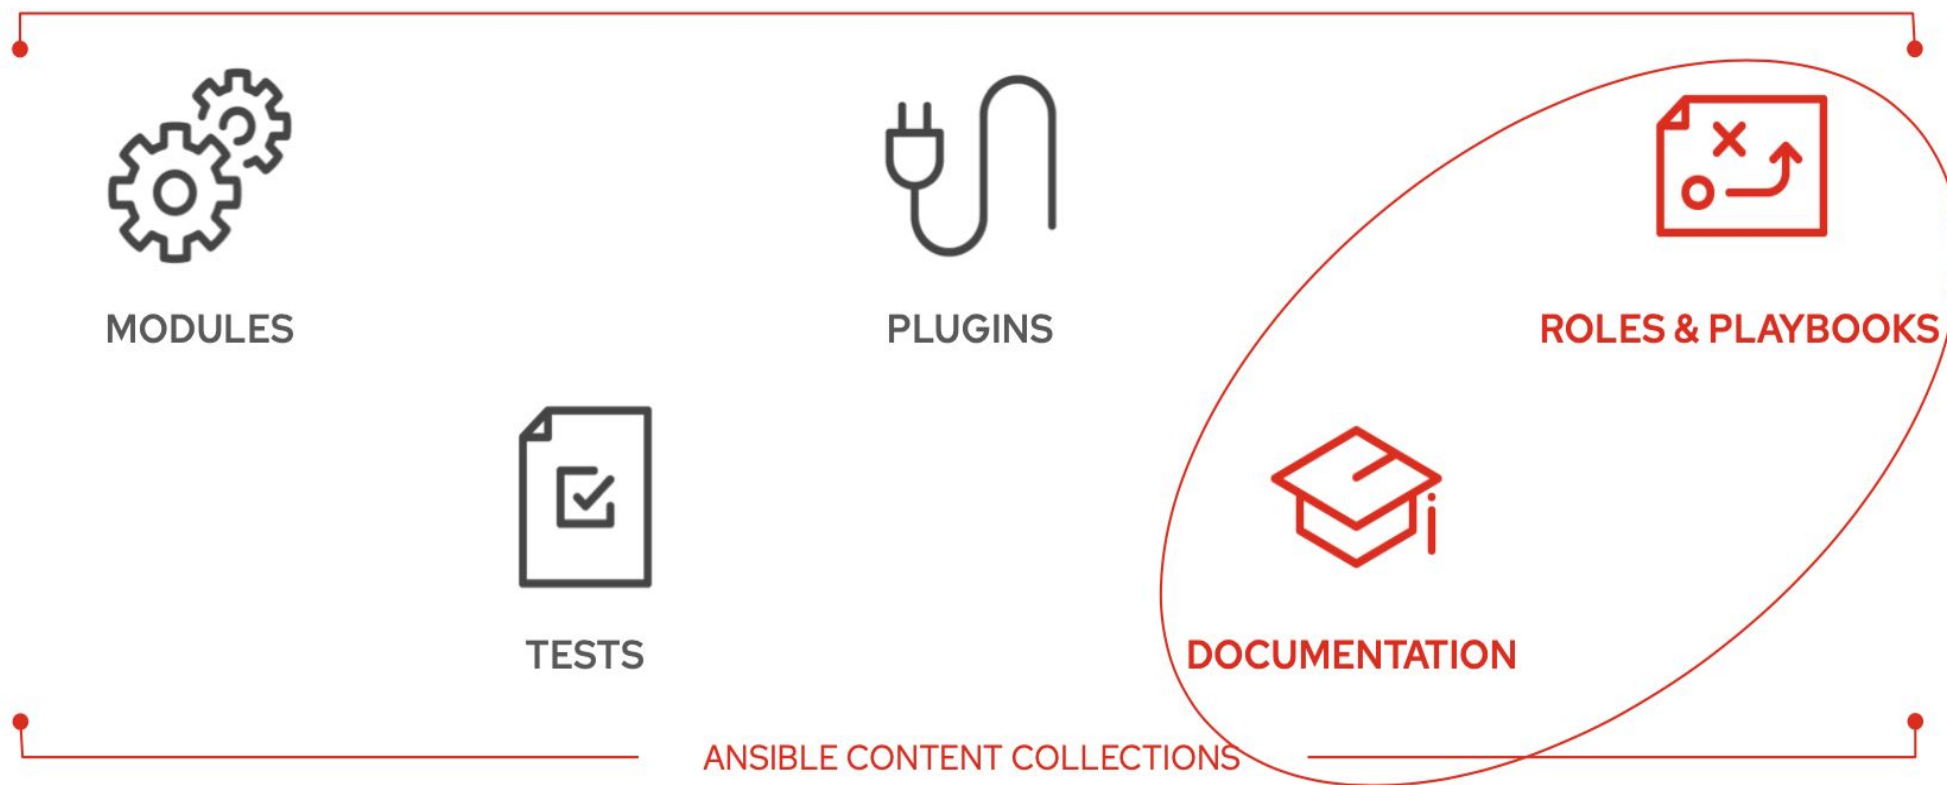 MODULES
PLUGINS
ROLES & PLAYBOOKS
TESTS
DOCUMENTATION
ANSIBLE CONTENT COLLECTIONS